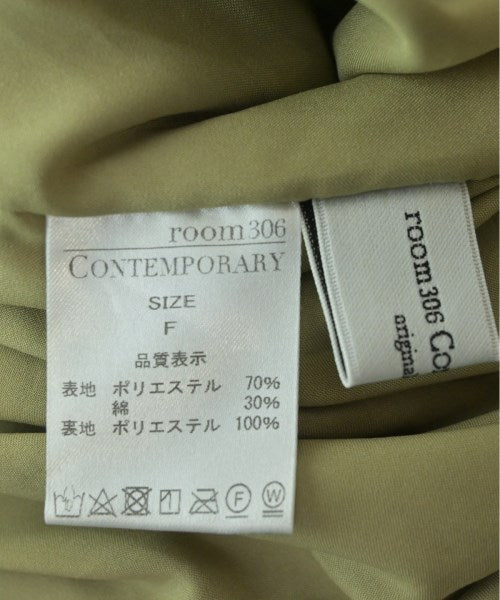 room306
CONTEMPORARY
SIZE
F
品質表示
表地 ポリエステル 70%
綿 30%
裏地 ポリエステル 100%
F
W
room306 Co
original